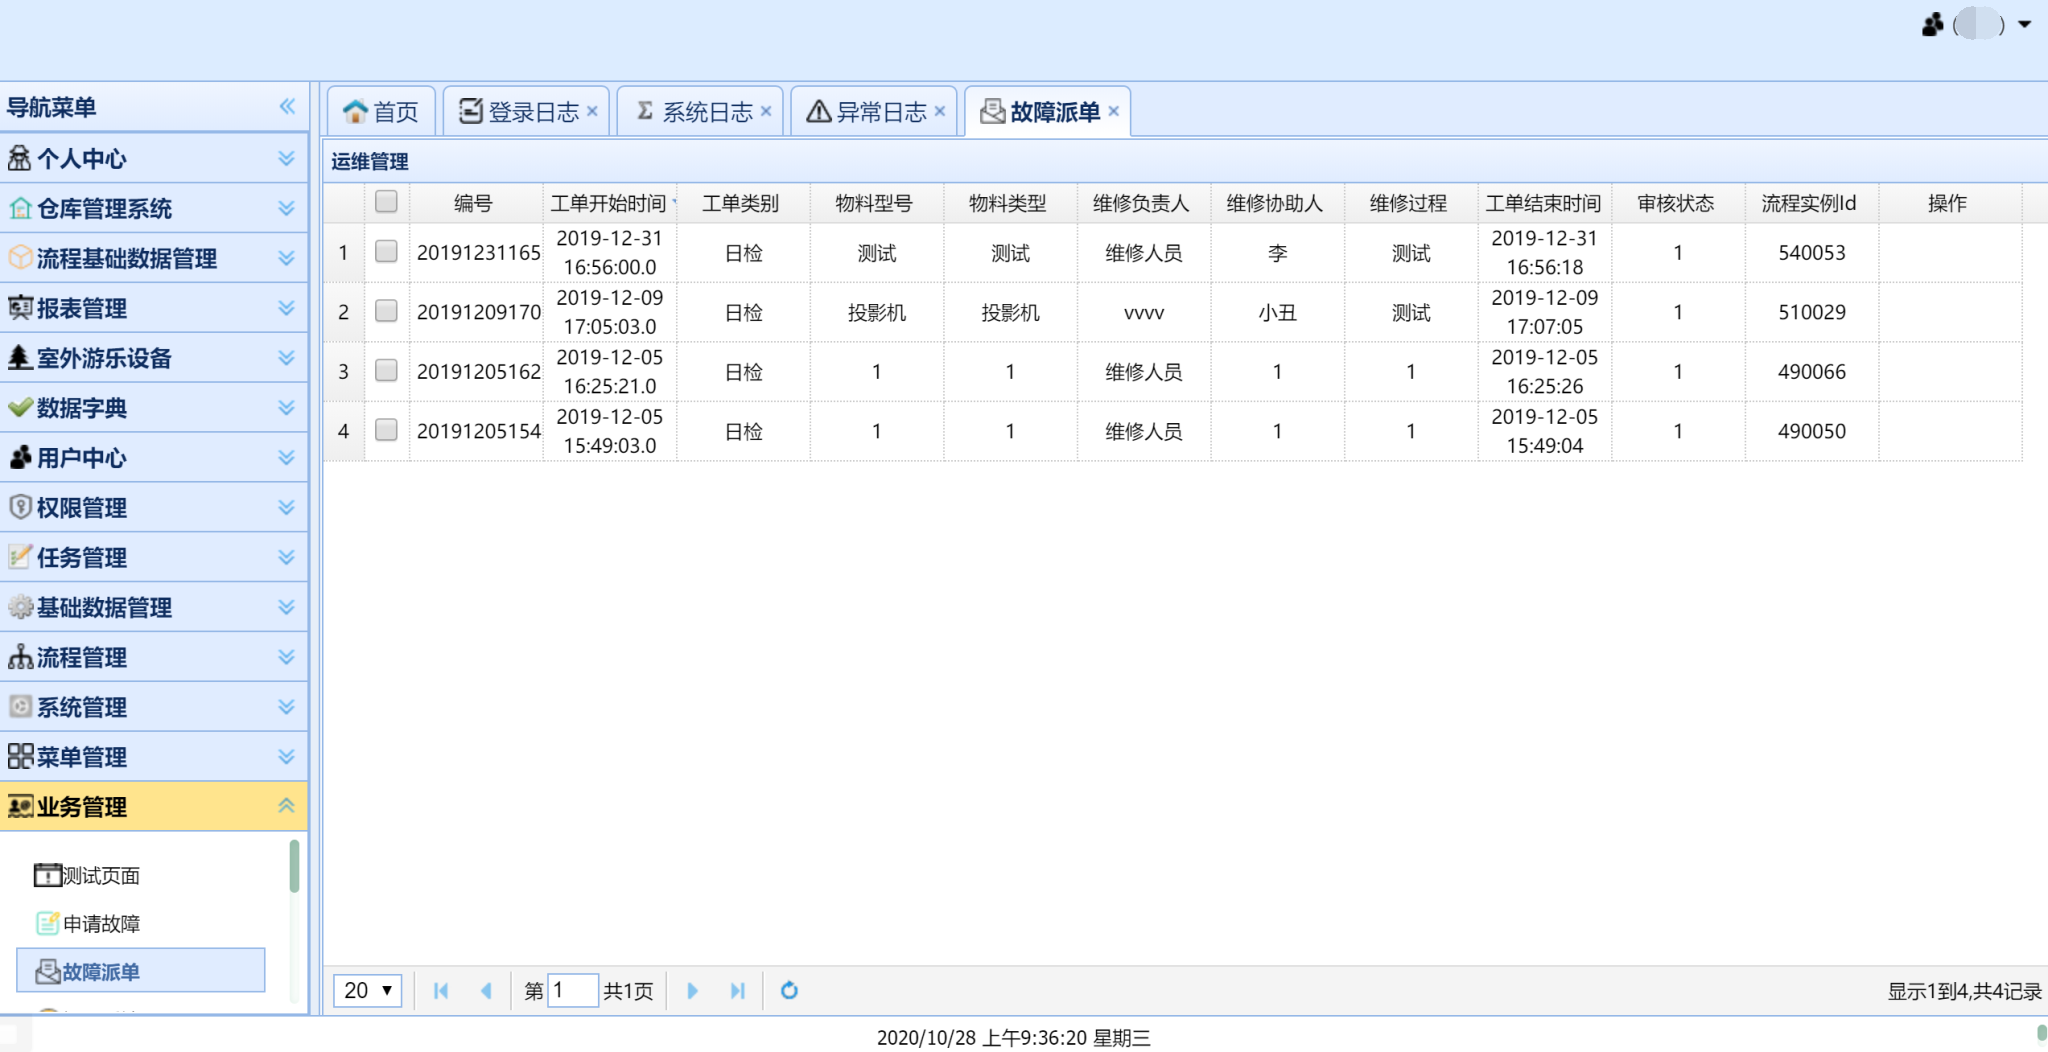 ( )
导航菜单
个人中心
仓库管理系统
流程基础数据管理
报表管理
室外游乐设备
数据字典
用户中心
权限管理
任务管理
基础数据管理
流程管理
系统管理
菜单管理
业务管理
测试页面
申请故障
故障派单
首页 登录日志 × 系统日志 × 异常日志 × 故障派单 ×
运维管理
编号 工单开始时间 工单类别 物料型号 物料类型 维修负责人 维修协助人 维修过程 工单结束时间 审核状态 流程实例Id 操作
1 20191231165 2019-12-31 16:56:00.0 日检 测试 测试 维修人员 李 测试 2019-12-31 16:56:18 1 540053
2 20191209170 2019-12-09 17:05:03.0 日检 投影机 投影机 vvvv 小丑 测试 2019-12-09 17:07:05 1 510029
3 20191205162 2019-12-05 16:25:21.0 日检 1 1 维修人员 1 1 2019-12-05 16:25:26 1 490066
4 20191205154 2019-12-05 15:49:03.0 日检 1 1 维修人员 1 1 2019-12-05 15:49:04 1 490050
20 第 1 共1页 显示1到4,共4记录
2020/10/28 上午9:36:20 星期三